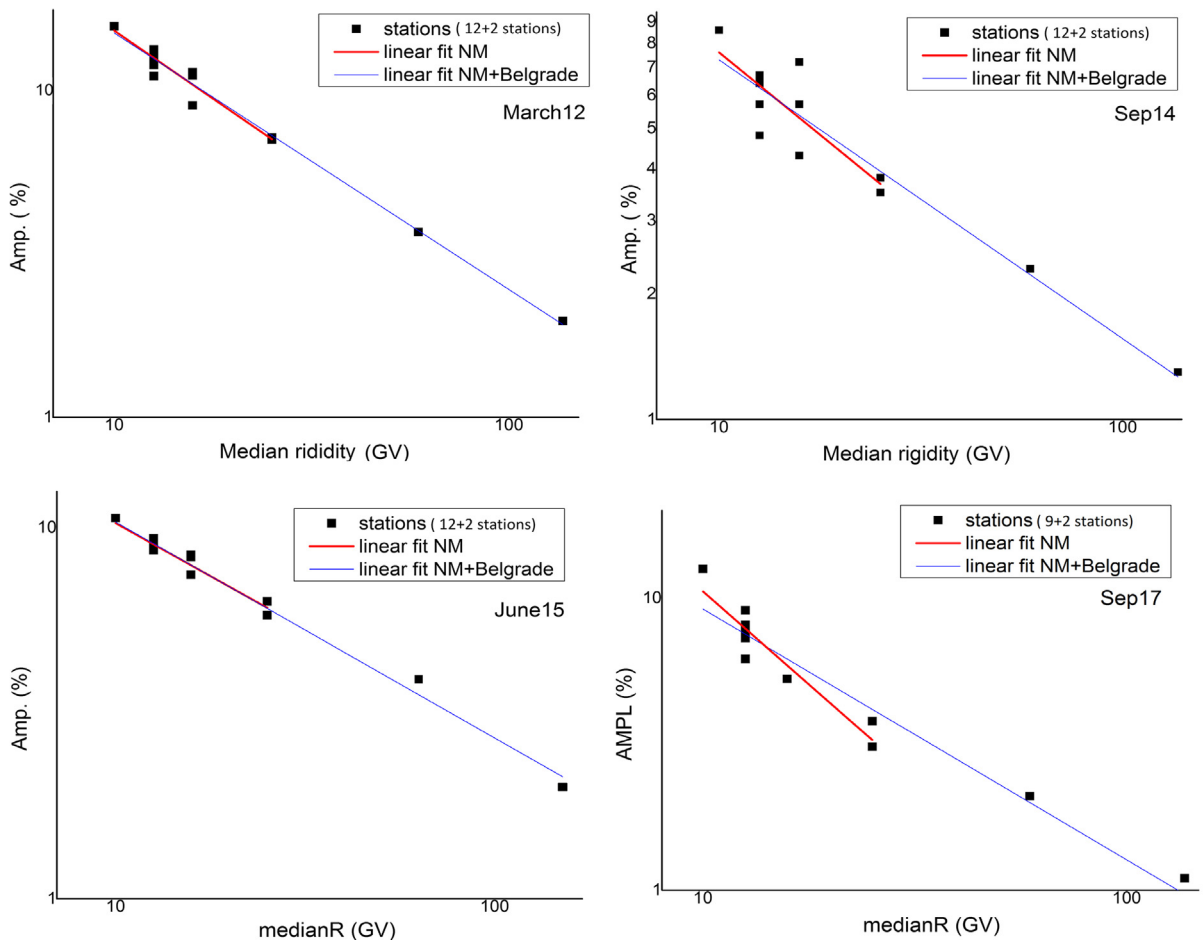 stations ( 12+2 stations)
linear fit NM
linear fit NM+Belgrade
March12
10
1
Amp. ( %)
10
100
Median rididity (GV)
stations ( 12+2 stations)
linear fit NM
linear fit NM+Belgrade
Sep14
9
8
7
6
5
4
3
2
1
Amp. ( %)
10
100
Median rigidity (GV)
stations ( 12+2 stations)
linear fit NM
linear fit NM+Belgrade
June15
10
1
Amp. (%)
10
100
medianR (GV)
stations ( 9+2 stations)
linear fit NM
linear fit NM+Belgrade
Sep17
10
1
AMPL (%)
10
100
medianR (GV)